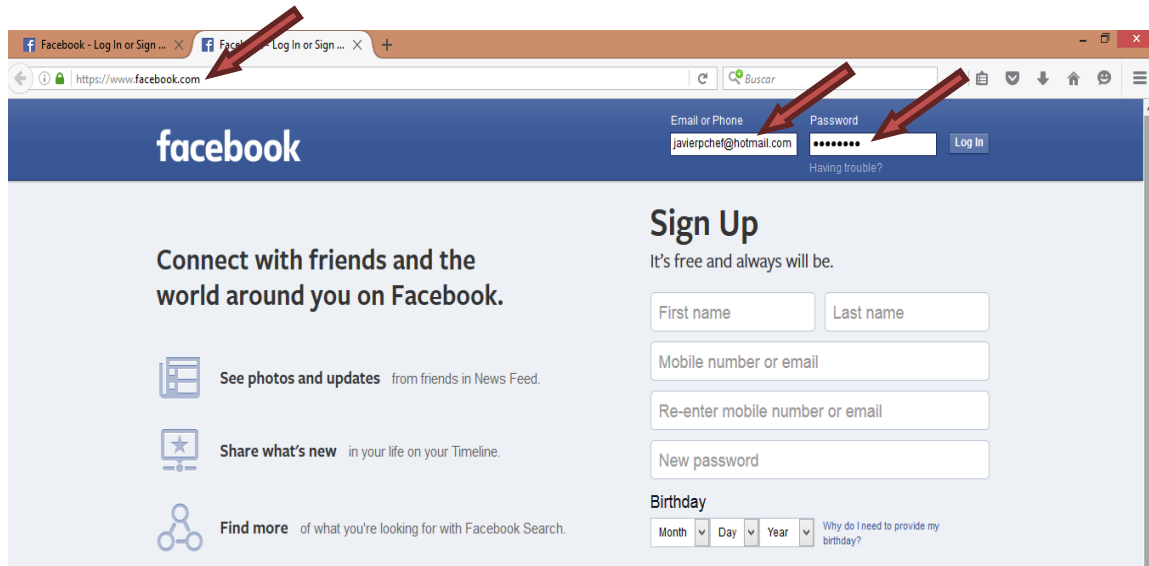 Facebook - Log In or Sign ...
Log In or Sign ...
https://www.facebook.com
Buscar
facebook
Email or Phone
Password
javierpchef@hotmail.com
••••••••
Log In
Having trouble?
Connect with friends and the
world around you on Facebook.
See photos and updates from friends in News Feed.
Share what's new in your life on your Timeline.
Find more of what you're looking for with Facebook Search.
Sign Up
It's free and always will be.
First name
Last name
Mobile number or email
Re-enter mobile number or email
New password
Birthday
Month
Day
Year
Why do I need to provide my
birthday?